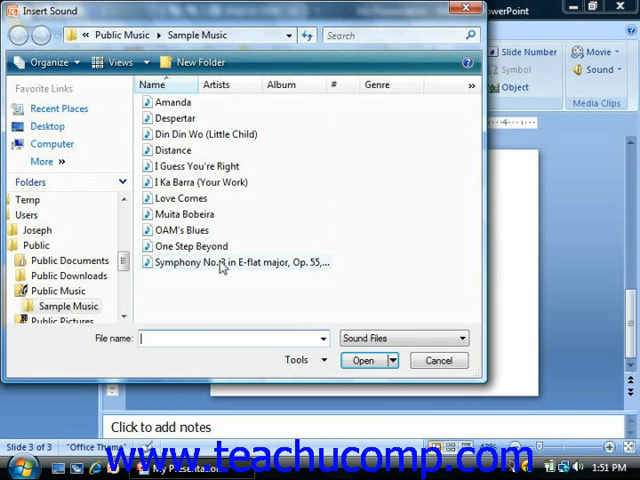 Insert Sound
PowerPoint
Public Music
Sample Music
Search
Organize
Views
New Folder
Slide Number
Movie
Symbol
Sound
Object
Media Clips
Favorite Links
Recent Places
Desktop
Computer
More »
Folders
Temp
Users
Joseph
Public
Public Documents
Public Downloads
Public Music
Sample Music
Public Pictures
Name Artists Album # Genre »
Amanda
Despertar
Din Din Wo (Little Child)
Distance
I Guess You're Right
I Ka Barra (Your Work)
Love Comes
Muita Bobeira
OAM's Blues
One Step Beyond
Symphony No. 3 in E-flat major, Op. 55,...
4
File name:
Sound Files
Tools
Open
Cancel
Click to add notes
Slide 3 of 3
"Office Theme"
www.teachucomp.com
My Presentation
1:51 PM